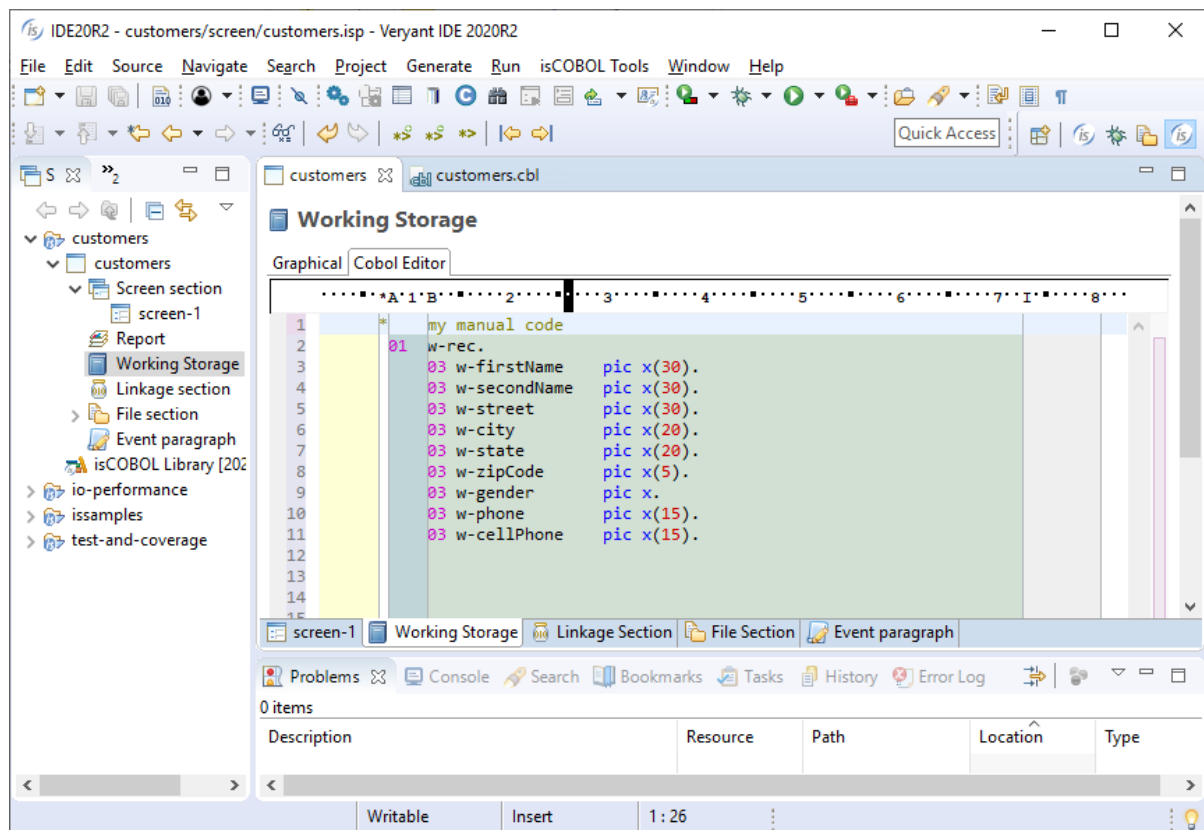 IDE20R2 - customers/screen/customers.isp - Veryant IDE 2020R2
File Edit Source Navigate Search Project Generate Run isCOBOL Tools Window Help
Quick Access
S
customers
customers
Screen section
screen-1
Report
Working Storage
Linkage section
File section
Event paragraph
isCOBOL Library [202
io-performance
issamples
test-and-coverage
customers customers.cbl
Working Storage
Graphical Cobol Editor
*A 1 B 2 3 4 5 6 7 I 8
1 * my manual code
2 01 w-rec.
3 03 w-firstName pic x(30).
4 03 w-secondName pic x(30).
5 03 w-street pic x(30).
6 03 w-city pic x(20).
7 03 w-state pic x(20).
8 03 w-zipCode pic x(5).
9 03 w-gender pic x.
10 03 w-phone pic x(15).
11 03 w-cellPhone pic x(15).
12
13
14
15
screen-1 Working Storage Linkage Section File Section Event paragraph
Problems Console Search Bookmarks Tasks History Error Log
0 items
Description Resource Path Location Type
Writable Insert 1 : 26